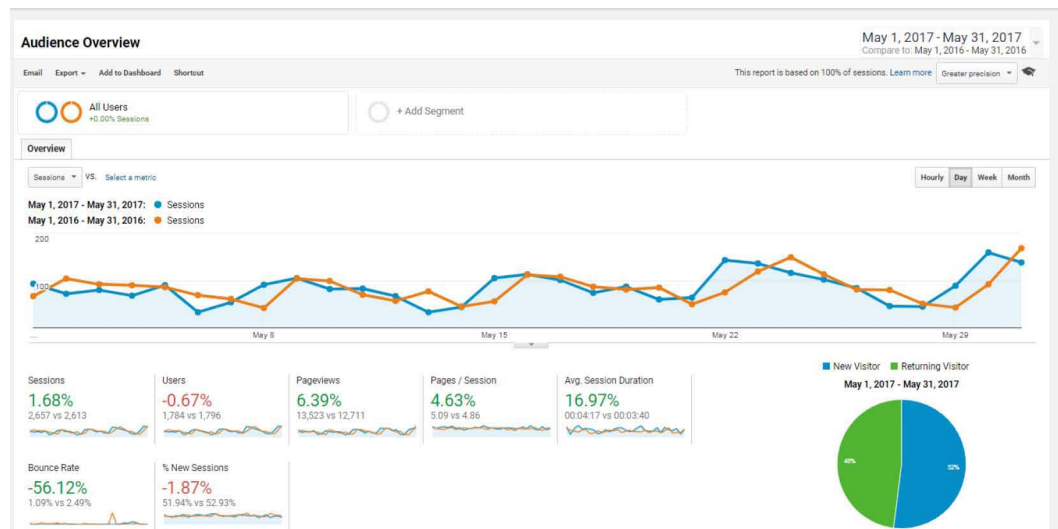 Audience Overview
May 1, 2017 - May 31, 2017
Compare to: May 1, 2016 - May 31, 2016
Email Export Add to Dashboard Shortcut
This report is based on 100% of sessions. Learn more Greater precision
All Users
+0.00% Sessions
+ Add Segment
Overview
Sessions VS. Select a metric
Hourly Day Week Month
May 1, 2017 - May 31, 2017: Sessions
May 1, 2016 - May 31, 2016: Sessions
200
100
... May 8 May 15 May 22 May 29
New Visitor Returning Visitor
May 1, 2017 - May 31, 2017
Sessions
1.68%
2,657 vs 2,613
Users
-0.67%
1,784 vs 1,796
Pageviews
6.39%
13,523 vs 12,711
Pages / Session
4.63%
5.09 vs 4.86
Avg. Session Duration
16.97%
00:04:17 vs 00:03:40
Bounce Rate
-56.12%
1.09% vs 2.49%
% New Sessions
-1.87%
51.94% vs 52.93%
48%
52%